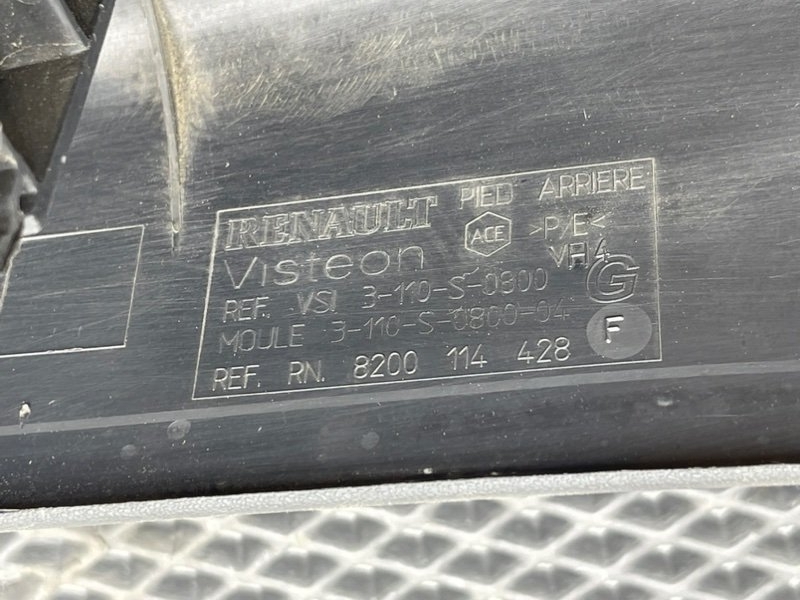 RENAULT PIED ARRIERE
Visteon ACE >P/E<
VH4
REF. VSI 3-110-S-0800 G
MOULE 3-110-S-0800-04
REF. RN. 8200 114 428 F